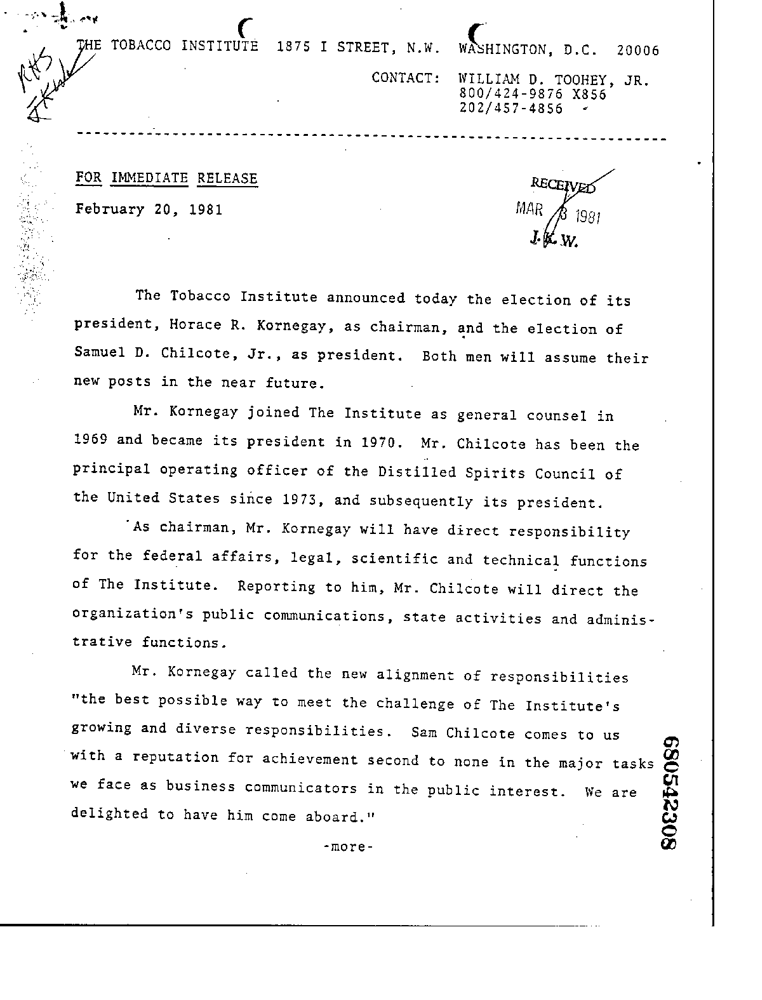 THE TOBACCO INSTITUTE 1875 I STREET, N.W. WASHINGTON, D.C. 20006
RHS
CONTACT: WILLIAM D. TOOHEY, JR.
800/424-9876 X856
202/457-4856
FOR IMMEDIATE RELEASE
February 20, 1981
RECEIVED
MAR 3 1981
J. K. W.
The Tobacco Institute announced today the election of its
president, Horace R. Kornegay, as chairman, and the election of
Samuel D. Chilcote, Jr., as president. Both men will assume their
new posts in the near future.
Mr. Kornegay joined The Institute as general counsel in
1969 and became its president in 1970. Mr. Chilcote has been the
principal operating officer of the Distilled Spirits Council of
the United States since 1973, and subsequently its president.
As chairman, Mr. Kornegay will have direct responsibility
for the federal affairs, legal, scientific and technical functions
of The Institute. Reporting to him, Mr. Chilcote will direct the
organization's public communications, state activities and adminis-
trative functions.
Mr. Kornegay called the new alignment of responsibilities
"the best possible way to meet the challenge of The Institute's
growing and diverse responsibilities. Sam Chilcote comes to us
with a reputation for achievement second to none in the major tasks
we face as business communicators in the public interest. We are
delighted to have him come aboard."
-more-
680542308